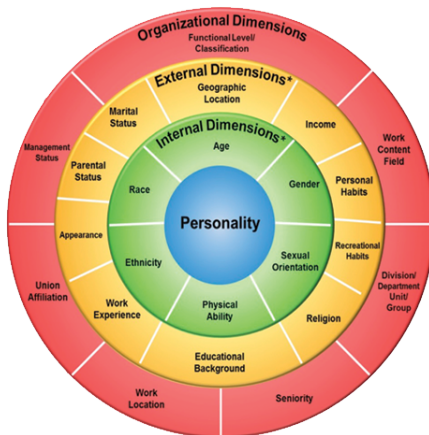 Organizational Dimensions
Functional Level/
Classification
External Dimensions*
Geographic
Location
Marital
Status
Income
Internal Dimensions*
Age
Management
Status
Work
Content
Field
Parental
Status
Personal
Habits
Race
Gender
Personality
Appearance
Recreational
Habits
Ethnicity
Sexual
Orientation
Union
Affiliation
Division/
Department
Unit/
Group
Work
Experience
Physical
Ability
Religion
Educational
Background
Work
Location
Seniority